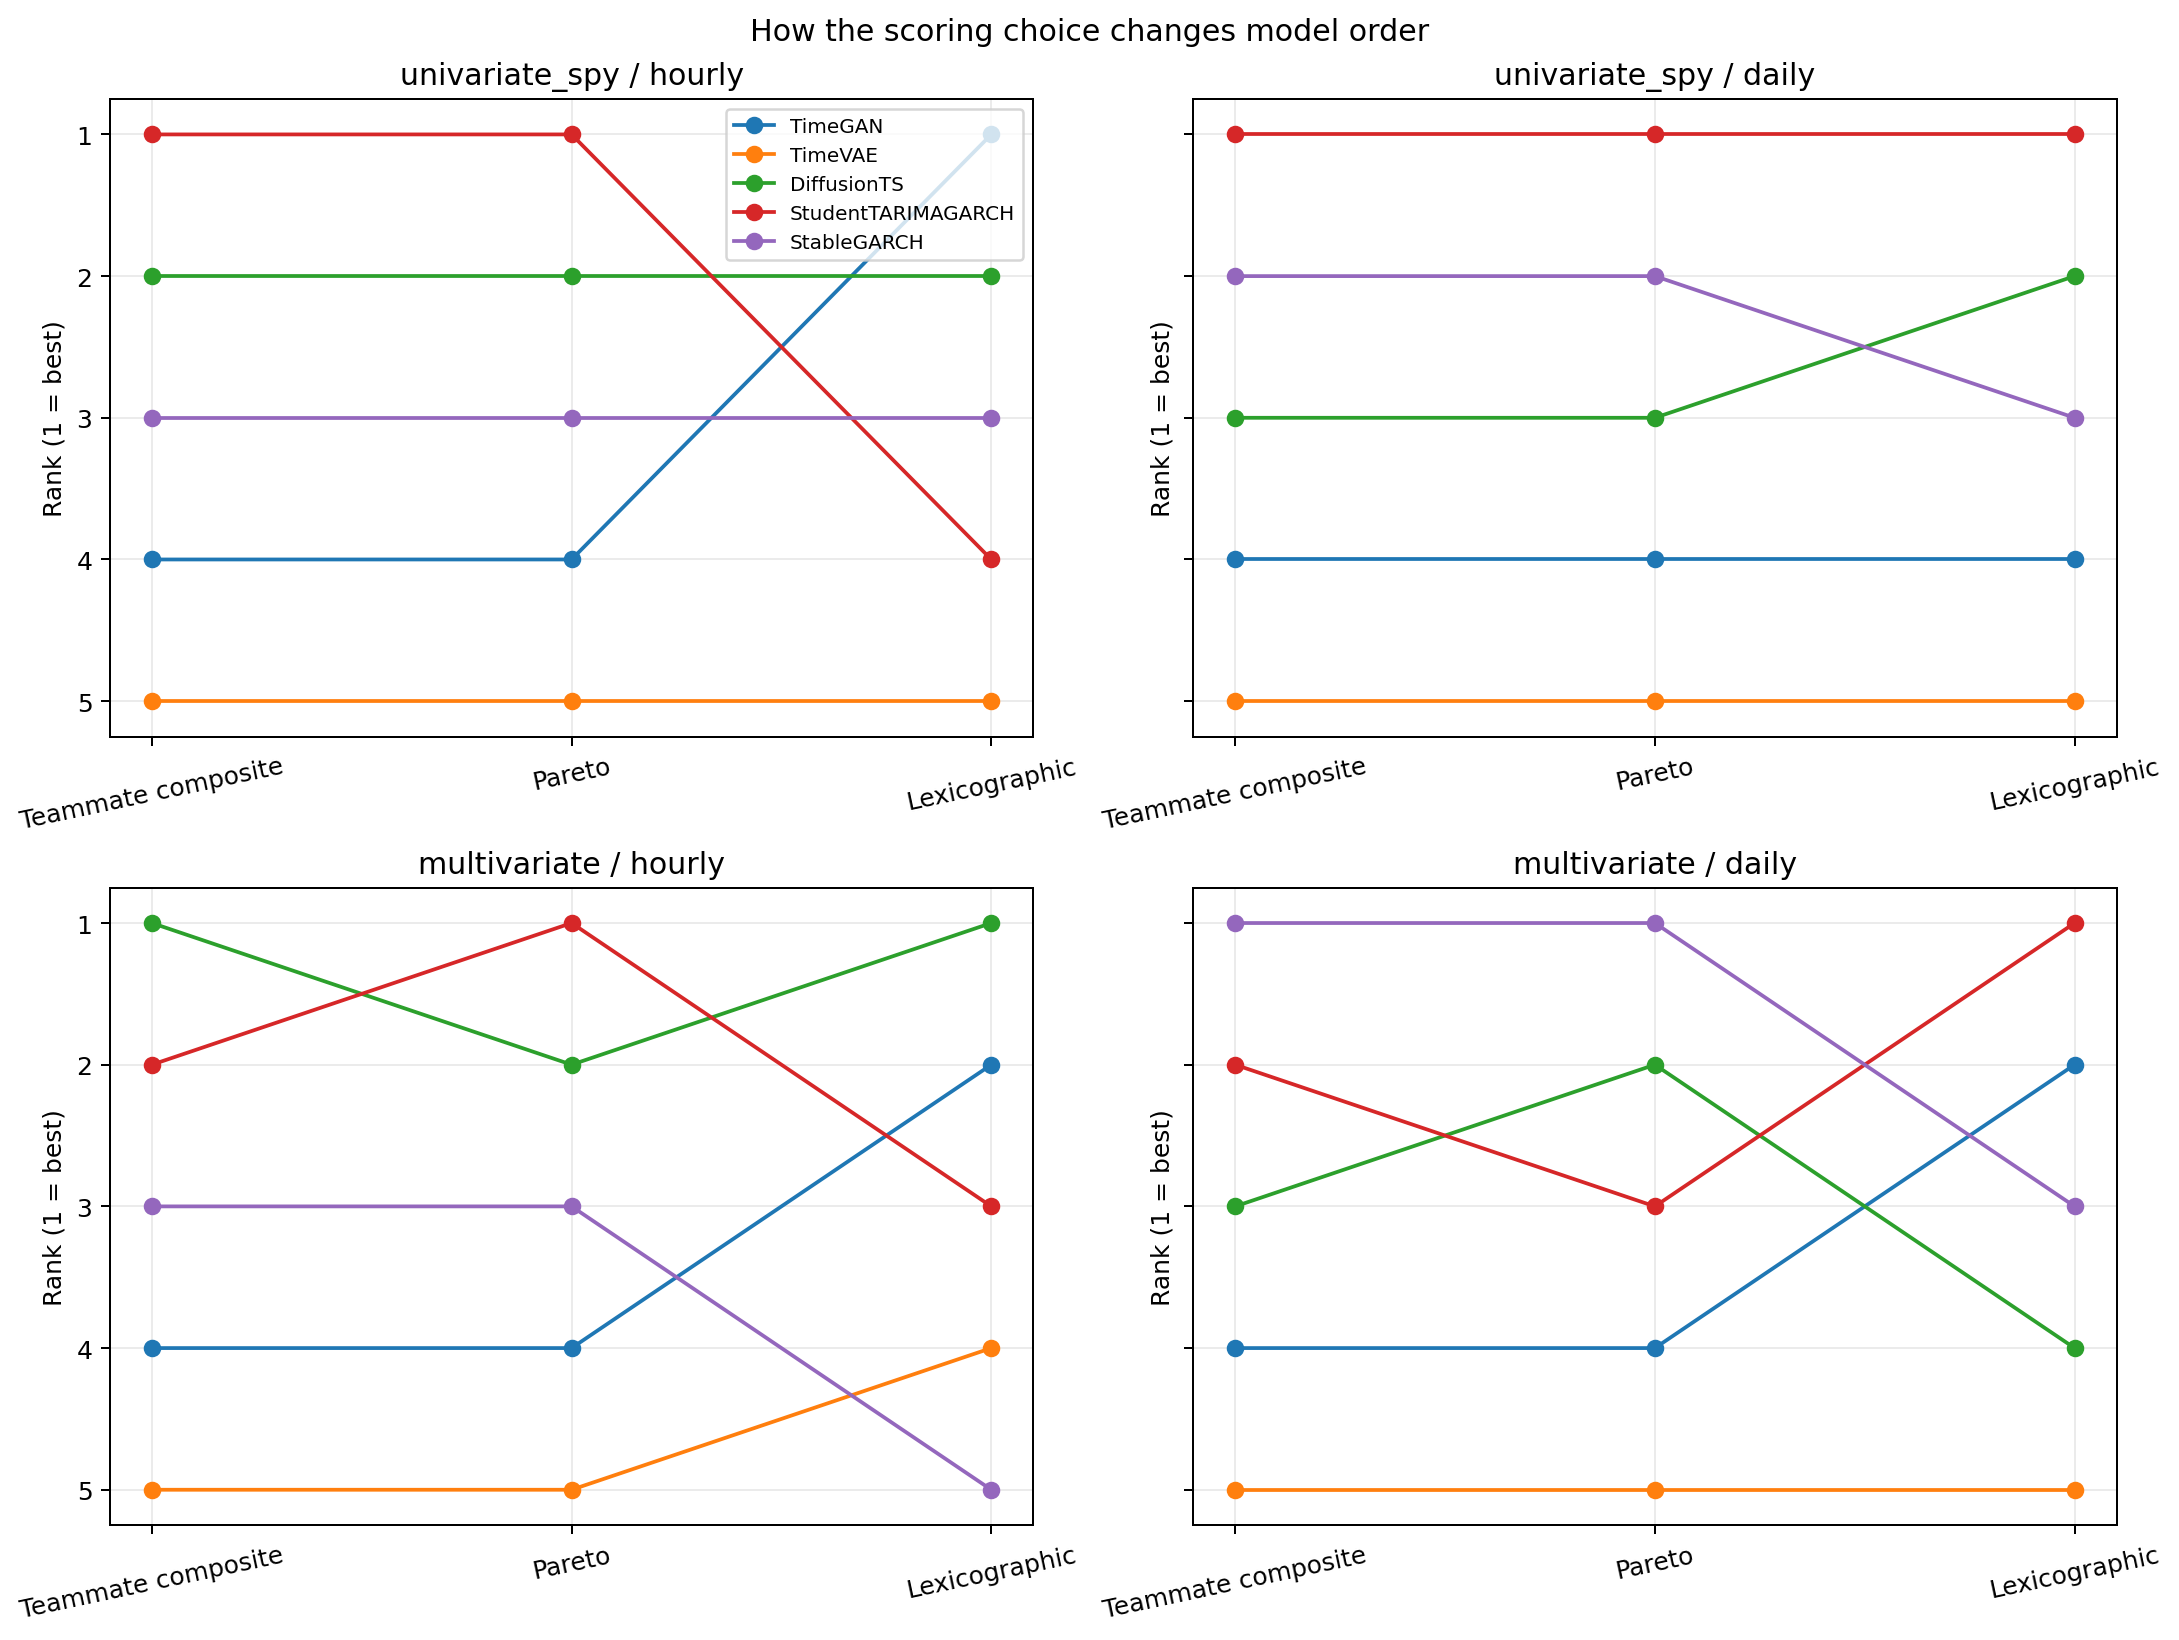 How the scoring choice changes model order
univariate_spy / hourly
Rank (1 = best)
1
2
3
4
5
TimeGAN
TimeVAE
DiffusionTS
StudentTARIMAGARCH
StableGARCH
Teammate composite
Pareto
Lexicographic
univariate_spy / daily
Rank (1 = best)
Teammate composite
Pareto
Lexicographic
multivariate / hourly
Rank (1 = best)
1
2
3
4
5
Teammate composite
Pareto
Lexicographic
multivariate / daily
Rank (1 = best)
Teammate composite
Pareto
Lexicographic